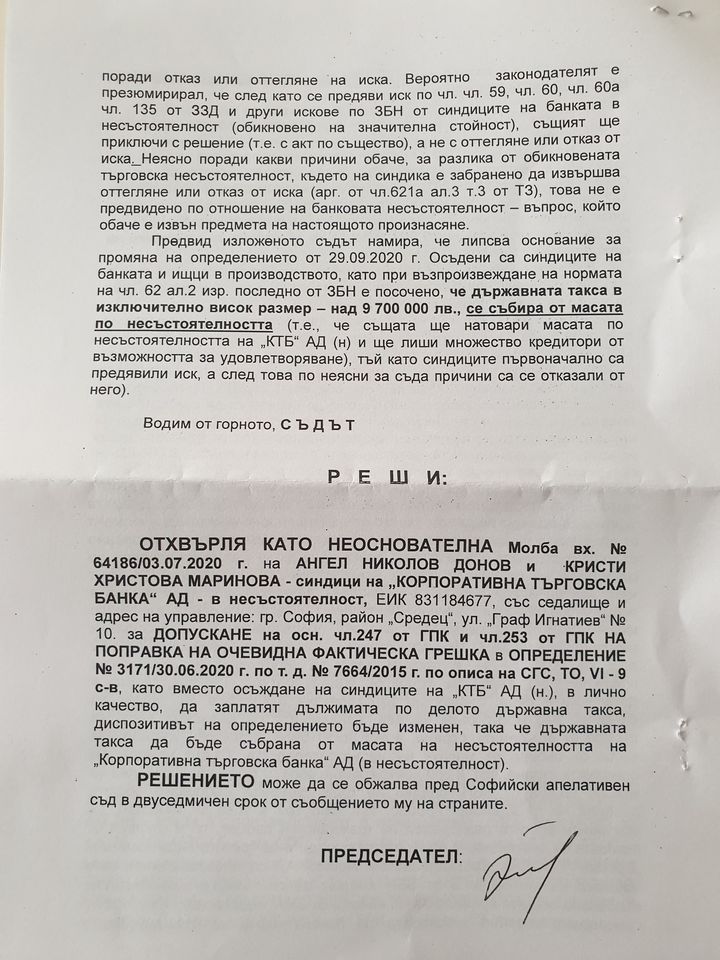 поради отказ или оттегляне на иска. Вероятно законодателят е
презюмирирал, че след като се предяви иск по чл. чл. 59, чл. 60, чл. 60а
чл. 135 от ЗЗД и други искове по ЗБН от синдиците на банката в
несъстоятелност (обикновено на значителна стойност), същият ще
приключи с решение (т.е. с акт по същество), а не с оттегляне или отказ от
иска. Неясно поради какви причини обаче, за разлика от обикновената
търговска несъстоятелност, където на синдика е забранено да извършва
оттегляне или отказ от иска (арг. от чл.621а ал.3 т.3 от ТЗ), това не е
предвидено по отношение на банковата несъстоятелност – въпрос, който
обаче е извън предмета на настоящото произнасяне.
Предвид изложеното съдът намира, че липсва основание за
промяна на определението от 29.09.2020 г. Осъдени са синдиците на
банката и ищци в производството, като при възпроизвеждане на нормата
на чл. 62 ал.2 изр. последно от ЗБН е посочено, че държавната такса в
изключително висок размер – над 9 700 000 лв., се събира от масата
по несъстоятелността (т.е., че същата ще натовари масата по
несъстоятелността на „КТБ“ АД (н) и ще лиши множество кредитори от
възможността за удовлетворяване), тъй като синдиците първоначално са
предявили иск, а след това по неясни за съда причини са се отказали от
него).
Водим от горното, С Ъ Д Ъ Т
Р Е Ш И:
ОТХВЪРЛЯ КАТО НЕОСНОВАТЕЛНА Молба вх. №
64186/03.07.2020 г. на АНГЕЛ НИКОЛОВ ДОНОВ и КРИСТИ
ХРИСТОВА МАРИНОВА - синдици на „КОРПОРАТИВНА ТЪРГОВСКА
БАНКА“ АД - в несъстоятелност, ЕИК 831184677, със седалище и
адрес на управление: гр. София, район „Средец“, ул. „Граф Игнатиев“ №
10. за ДОПУСКАНЕ на осн. чл.247 от ГПК и чл.253 от ГПК НА
ПОПРАВКА НА ОЧЕВИДНА ФАКТИЧЕСКА ГРЕШКА в ОПРЕДЕЛЕНИЕ
№ 3171/30.06.2020 г. по т. д. № 7664/2015 г. по описа на СГС, ТО, VI - 9
с-в, като вместо осъждане на синдиците на „КТБ“ АД (н.), в лично
качество, да заплатят дължимата по делото държавна такса,
диспозитивът на определението бъде изменен, така че държавната
такса да бъде събрана от масата на несъстоятелността на
„Корпоративна търговска банка“ АД (в несъстоятелност).
РЕШЕНИЕТО може да се обжалва пред Софийски апелативен
съд в двуседмичен срок от съобщението му на страните.
ПРЕДСЕДАТЕЛ: